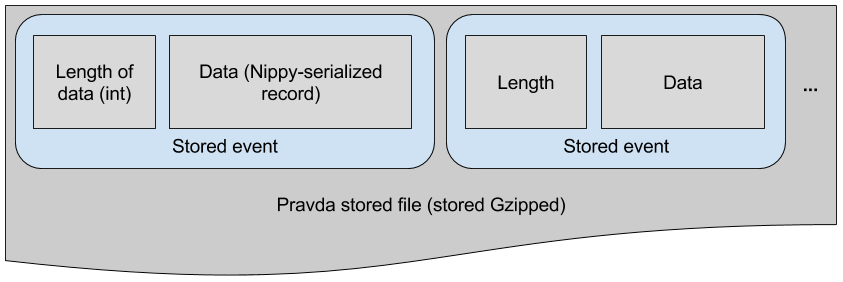 Length of
data (int)
Data (Nippy-serialized
record)
Stored event
Length
Data
Stored event
...
Pravda stored file (stored Gzipped)